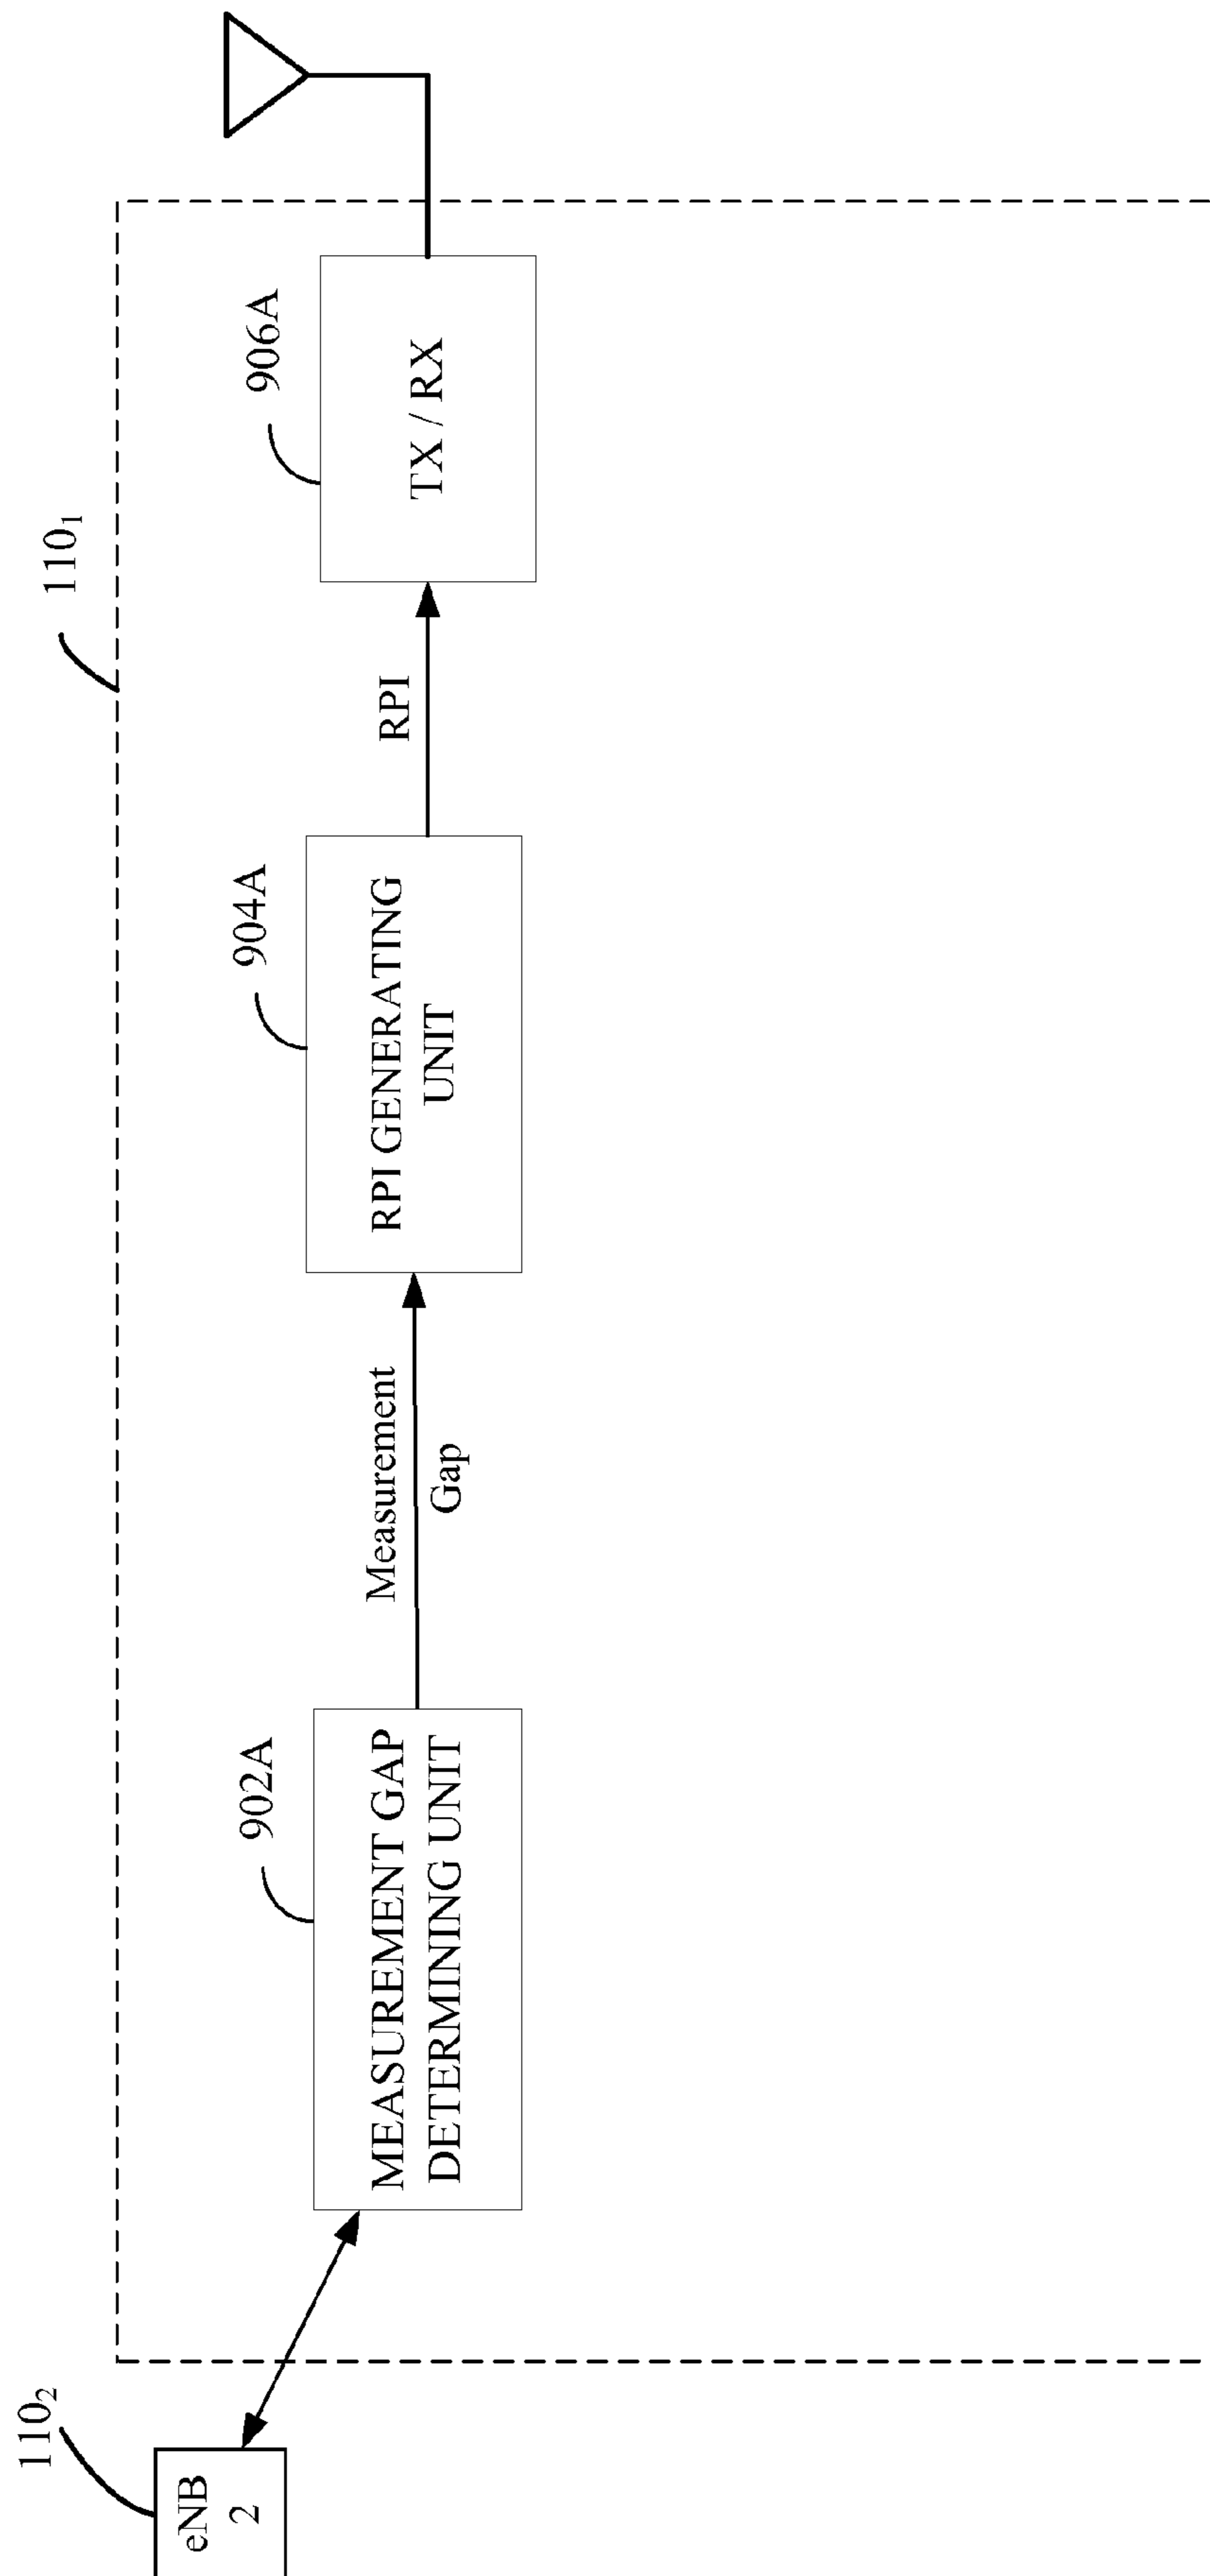 110₂
eNB
2
110₁
902A
MEASUREMENT GAP
DETERMINING UNIT
Measurement
Gap
904A
RPI GENERATING
UNIT
RPI
906A
TX / RX